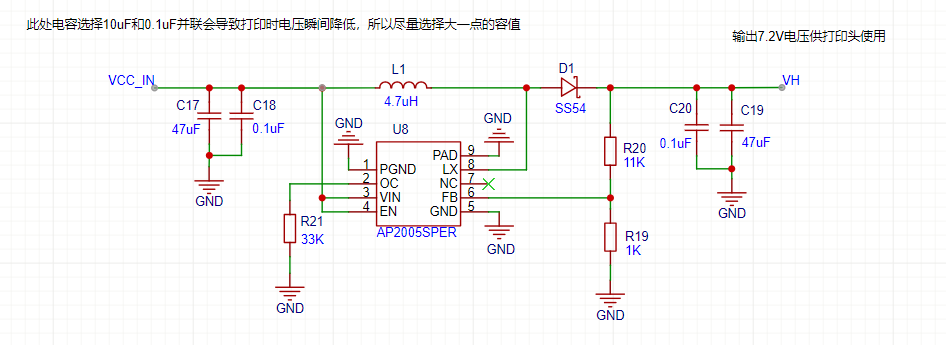 此处电容选择10uF和0.1uF并联会导致打印时电压瞬间降低，所以尽量选择大一点的容值
输出7.2V电压供打印头使用
VCC_IN
L1
4.7uH
D1
SS54
VH
C17
47uF
C18
0.1uF
GND
GND
U8
GND
C20
0.1uF
C19
47uF
GND
1
2
3
4
PGND
OC
VIN
EN
PAD
LX
NC
FB
GND
9
8
7
6
5
AP2005SPER
R21
33K
GND
GND
R20
11K
R19
1K
GND